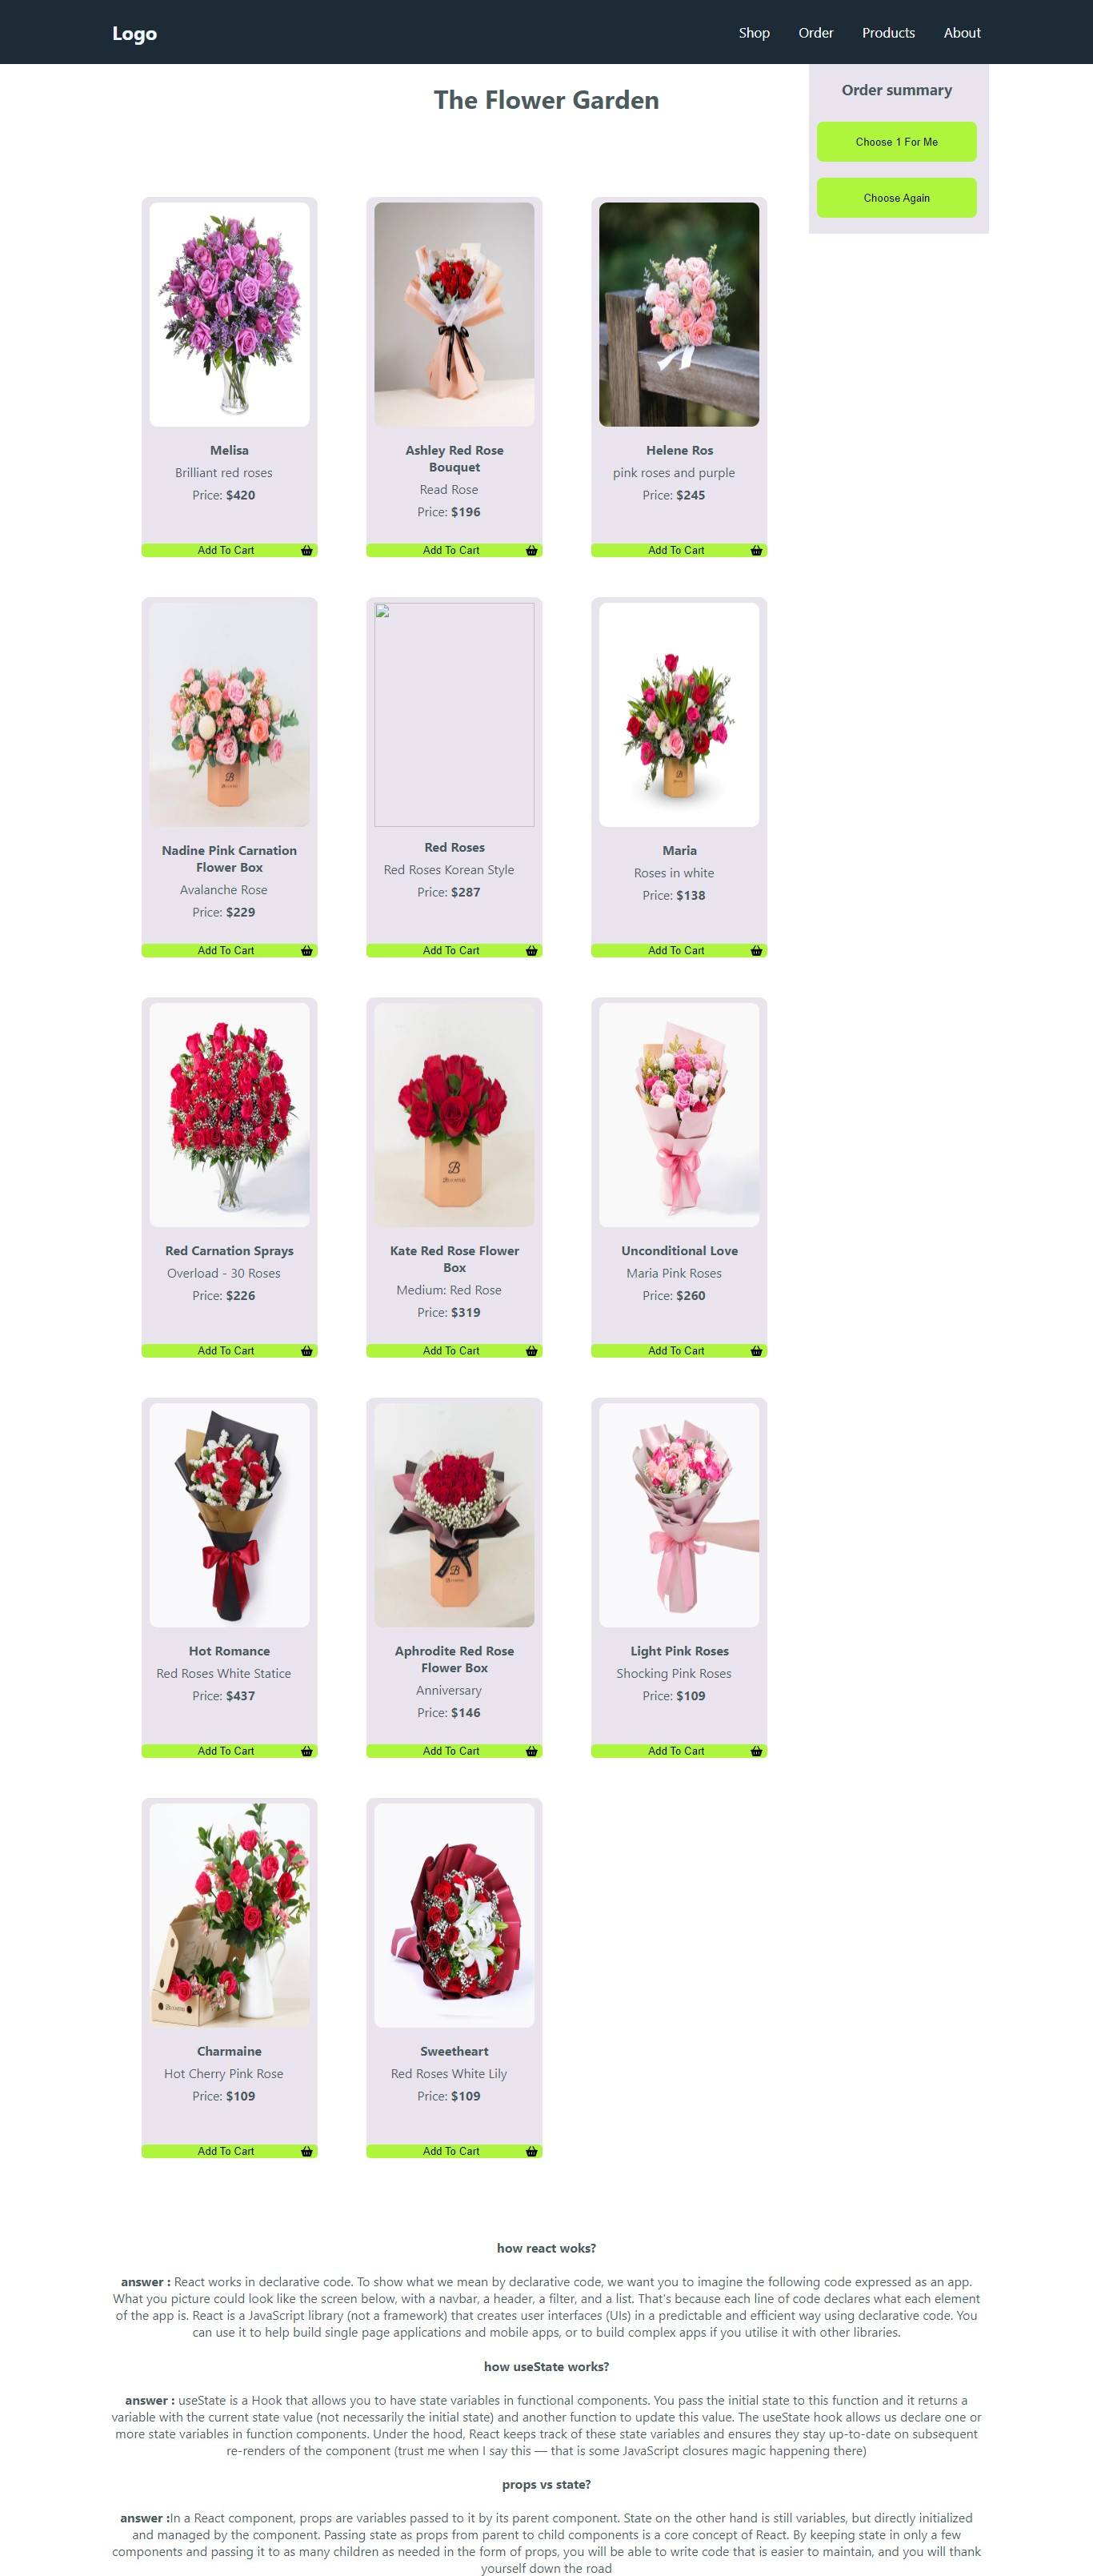 Logo
Shop Order Products About
The Flower Garden
Order summary
Choose 1 For Me
Choose Again
Melisa
Brilliant red roses
Price: $420
Add To Cart
Ashley Red Rose
Bouquet
Read Rose
Price: $196
Add To Cart
Helene Ros
pink roses and purple
Price: $245
Add To Cart
Nadine Pink Carnation
Flower Box
Avalanche Rose
Price: $229
Add To Cart
Red Roses
Red Roses Korean Style
Price: $287
Add To Cart
Maria
Roses in white
Price: $138
Add To Cart
Red Carnation Sprays
Overload - 30 Roses
Price: $226
Add To Cart
Kate Red Rose Flower
Box
Medium: Red Rose
Price: $319
Add To Cart
Unconditional Love
Maria Pink Roses
Price: $260
Add To Cart
Hot Romance
Red Roses White Statice
Price: $437
Add To Cart
Aphrodite Red Rose
Flower Box
Anniversary
Price: $146
Add To Cart
Light Pink Roses
Shocking Pink Roses
Price: $109
Add To Cart
Charmaine
Hot Cherry Pink Rose
Price: $109
Add To Cart
Sweetheart
Red Roses White Lily
Price: $109
Add To Cart
how react woks?
answer : React works in declarative code. To show what we mean by declarative code, we want you to imagine the following code expressed as an app.
What you picture could look like the screen below, with a navbar, a header, a filter, and a list. That's because each line of code declares what each element
of the app is. React is a JavaScript library (not a framework) that creates user interfaces (UIs) in a predictable and efficient way using declarative code. You
can use it to help build single page applications and mobile apps, or to build complex apps if you utilise it with other libraries.
how useState works?
answer : useState is a Hook that allows you to have state variables in functional components. You pass the initial state to this function and it returns a
variable with the current state value (not necessarily the initial state) and another function to update this value. The useState hook allows us declare one or
more state variables in function components. Under the hood, React keeps track of these state variables and ensures they stay up-to-date on subsequent
re-renders of the component (trust me when I say this — that is some JavaScript closures magic happening there)
props vs state?
answer :In a React component, props are variables passed to it by its parent component. State on the other hand is still variables, but directly initialized
and managed by the component. Passing state as props from parent to child components is a core concept of React. By keeping state in only a few
components and passing it to as many children as needed in the form of props, you will be able to write code that is easier to maintain, and you will thank
yourself down the road